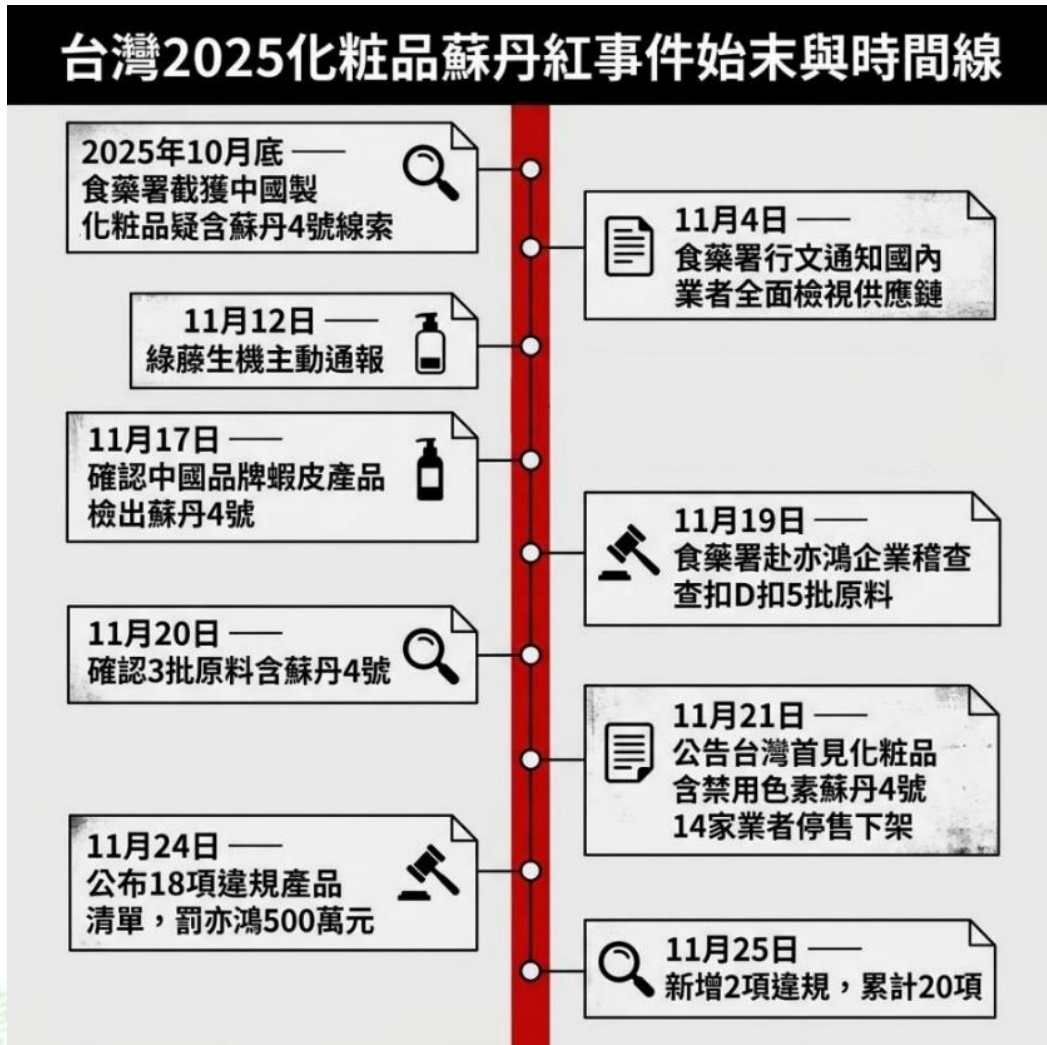 台灣2025化粧品蘇丹紅事件始末與時間線
2025年10月底 ——
食藥署截獲中國製
化粧品疑含蘇丹4號線索
11月4日 ——
食藥署行文通知國內
業者全面檢視供應鏈
11月12日 ——
綠藤生機主動通報
11月17日 ——
確認中國品牌蝦皮產品
檢出蘇丹4號
11月19日 ——
食藥署赴亦鴻企業稽查
查扣D扣5批原料
11月20日 ——
確認3批原料含蘇丹4號
11月21日 ——
公告台灣首見化粧品
含禁用色素蘇丹4號
14家業者停售下架
11月24日 ——
公布18項違規產品
清單，罰亦鴻500萬元
11月25日 ——
新增2項違規，累計20項